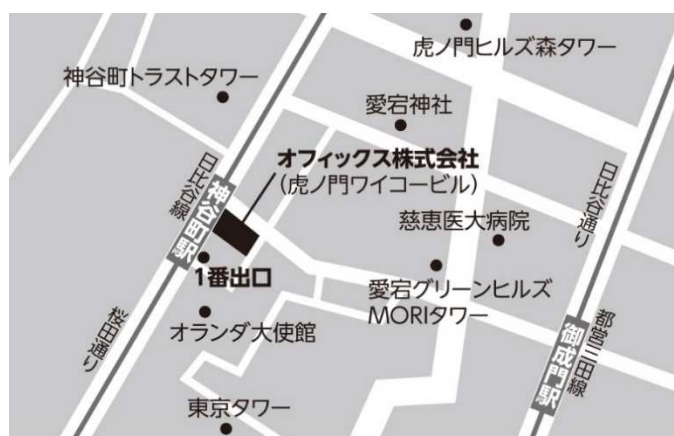 虎ノ門ヒルズ森タワー
神谷町トラストタワー
愛宕神社
オフィックス株式会社
(虎ノ門ワイコービル)
日比谷線
神谷町駅
日比谷通り
慈恵医大病院
1番出口
愛宕グリーンヒルズ
MORIタワー
桜田通り
オランダ大使館
都営三田線
御成門駅
東京タワー